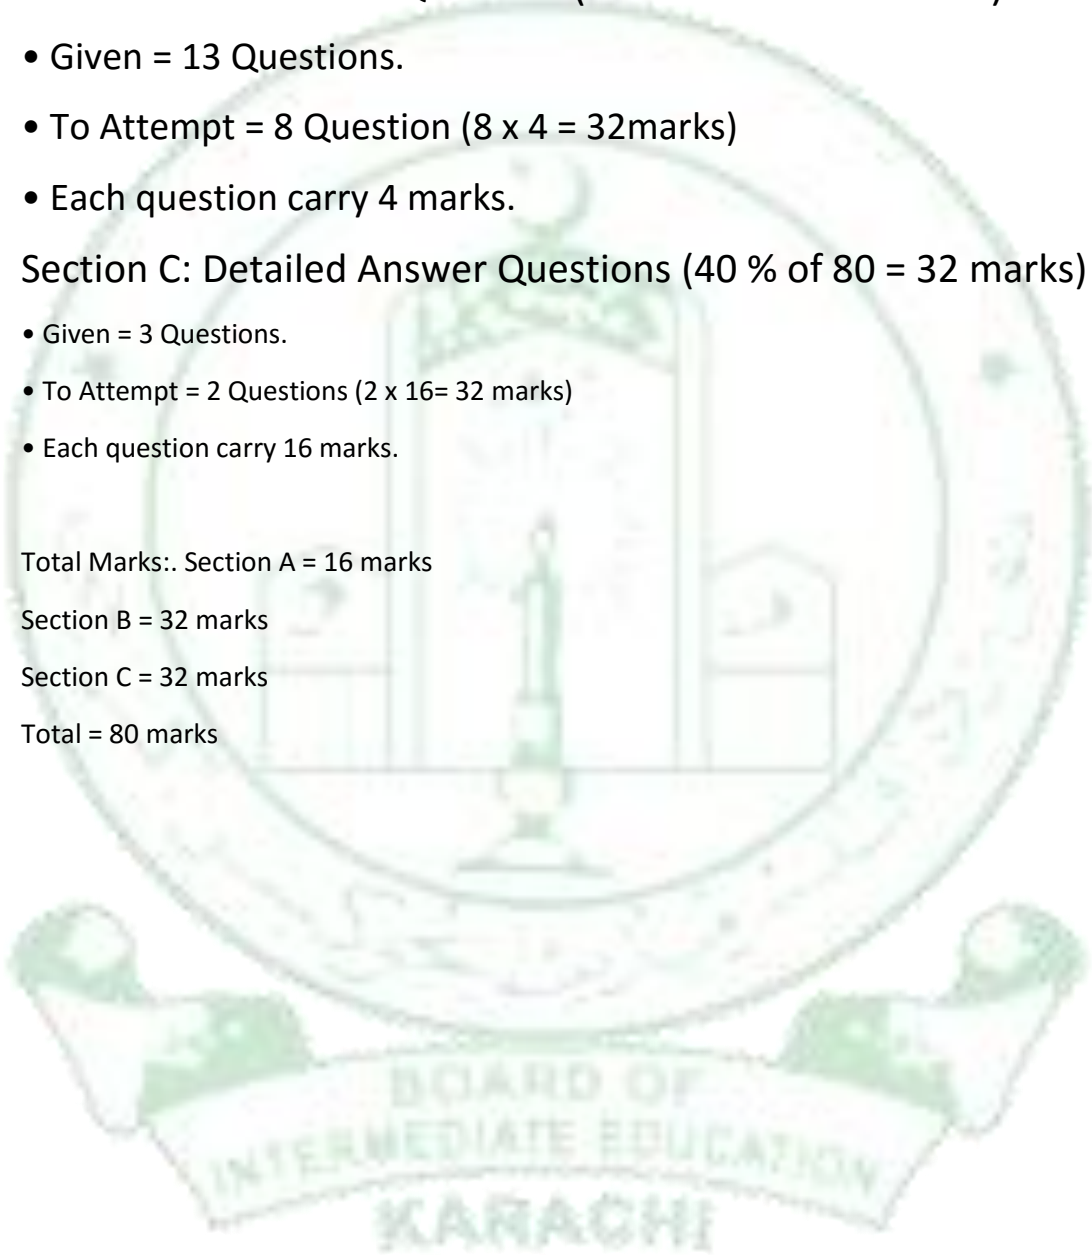 • Given = 13 Questions.
• To Attempt = 8 Question (8 x 4 = 32marks)
• Each question carry 4 marks.
Section C: Detailed Answer Questions (40 % of 80 = 32 marks)
• Given = 3 Questions.
• To Attempt = 2 Questions (2 x 16= 32 marks)
• Each question carry 16 marks.
Total Marks:. Section A = 16 marks
Section B = 32 marks
Section C = 32 marks
Total = 80 marks
BOARD OF
INTERMEDIATE EDUCATION
KARACHI